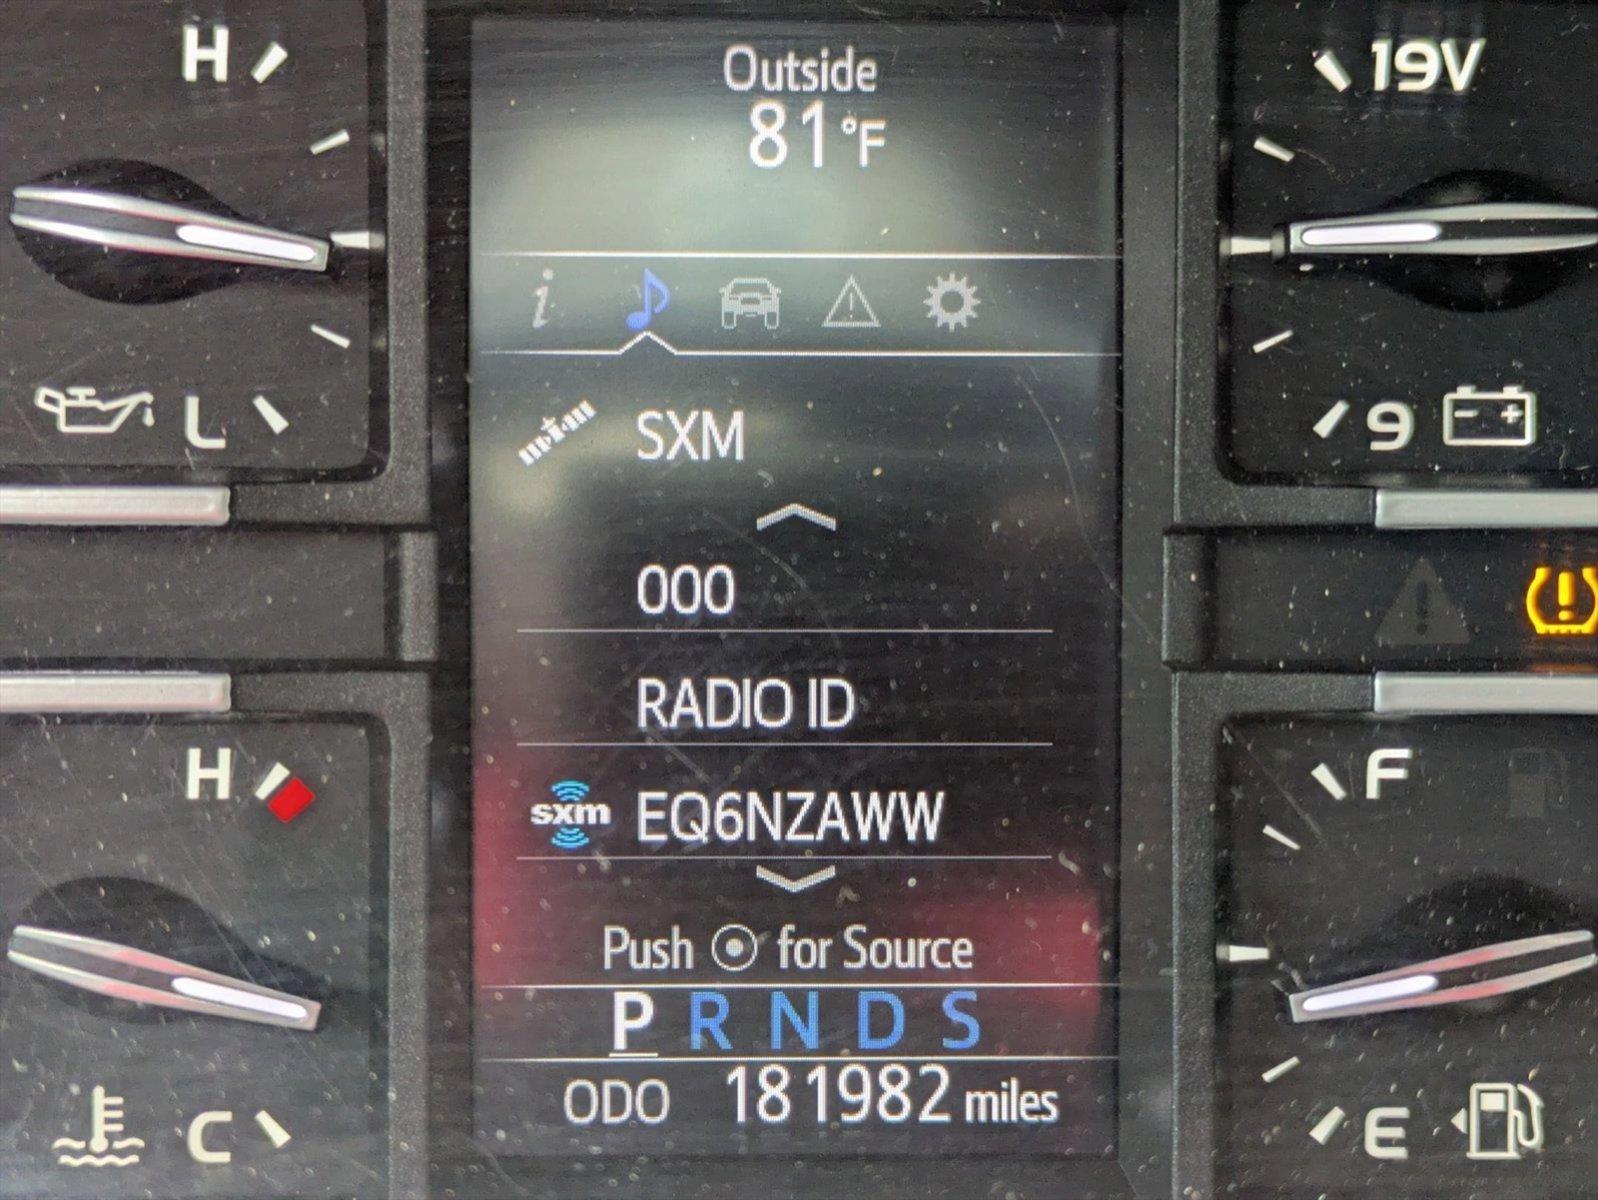 H
Outside
81°F
19V
L
SXM
9
- +
000
RADIO ID
H
sxm EQ6NZAWW
F
Push for Source
P R N D S
ODO 181982 miles
C
E